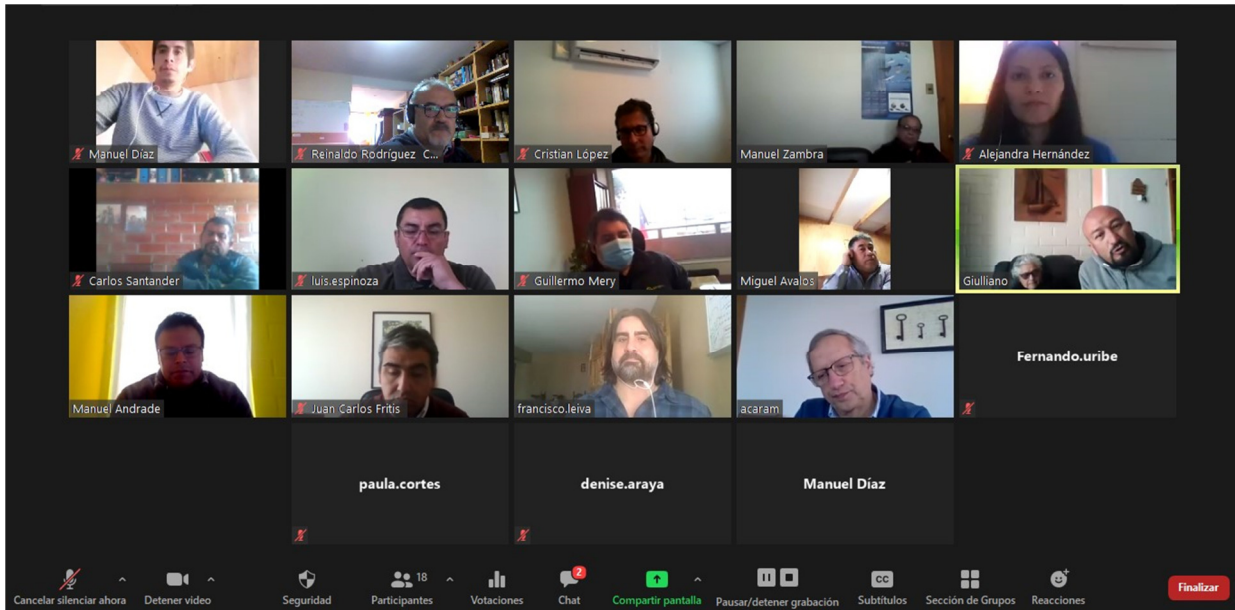 Manuel Díaz
Reinaldo Rodríguez C...
Cristian López
Manuel Zambra
Alejandra Hernández
Carlos Santander
luis.espinoza
Guillermo Mery
Miguel Avalos
Giulliano
Manuel Andrade
Juan Carlos Fritis
francisco.leiva
acaram
Fernando.uribe
paula.cortes
denise.araya
Manuel Díaz
Cancelar silenciar ahora
Detener video
Seguridad
18
Participantes
Votaciones
2
Chat
Compartir pantalla
Pausar/detener grabación
CC
Subtítulos
Sección de Grupos
Reacciones
Finalizar